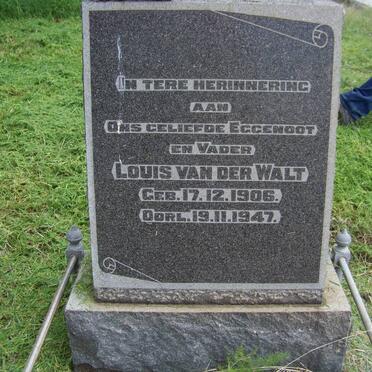 In tere herinnering
aan
Ons geliefde Eggenoot
en Vader
Louis van der Walt
Geb. 17.12.1906.
Oorl. 19.11.1947.